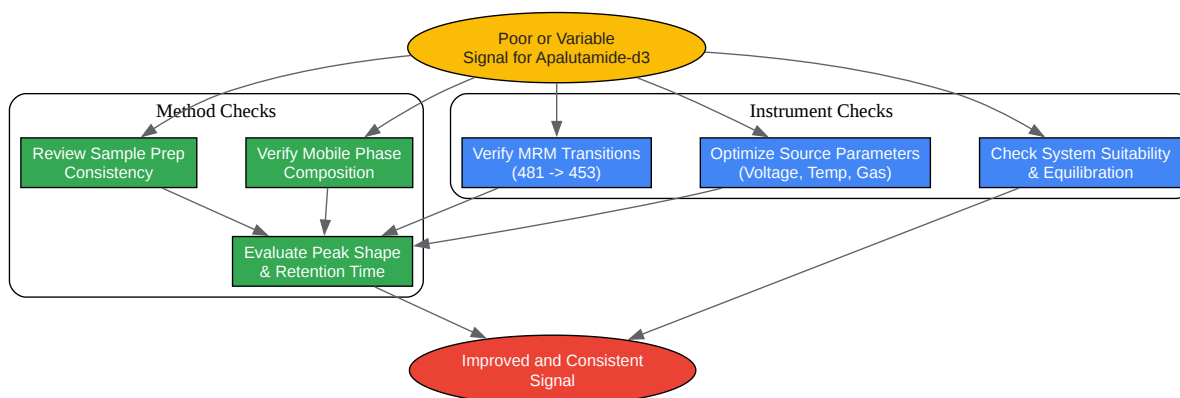 Poor or Variable
Signal for Apalutamide-d3
Method Checks
Instrument Checks
Review Sample Prep
Consistency
Verify Mobile Phase
Composition
Verify MRM Transitions
(481 -> 453)
Optimize Source Parameters
(Voltage, Temp, Gas)
Check System Suitability
& Equilibration
Evaluate Peak Shape
& Retention Time
Improved and Consistent
Signal